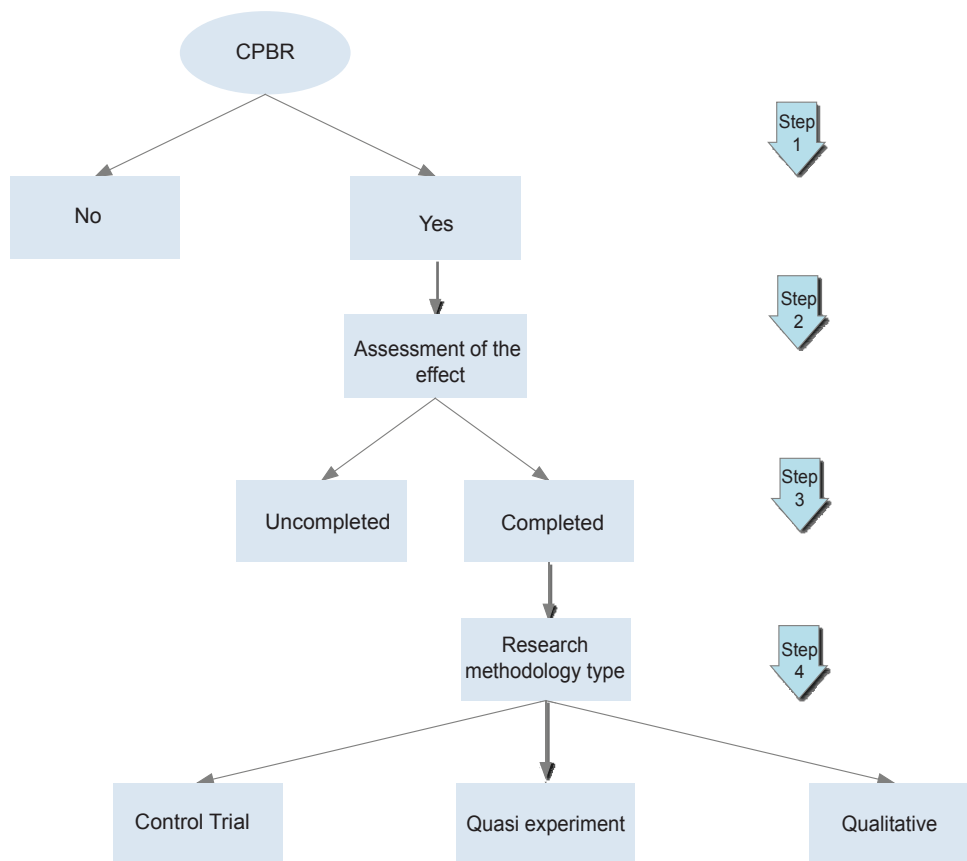 CPBR
Step
1
No
Yes
Step
2
Assessment of the
effect
Step
3
Uncompleted
Completed
Research
methodology type
Step
4
Control Trial
Quasi experiment
Qualitative